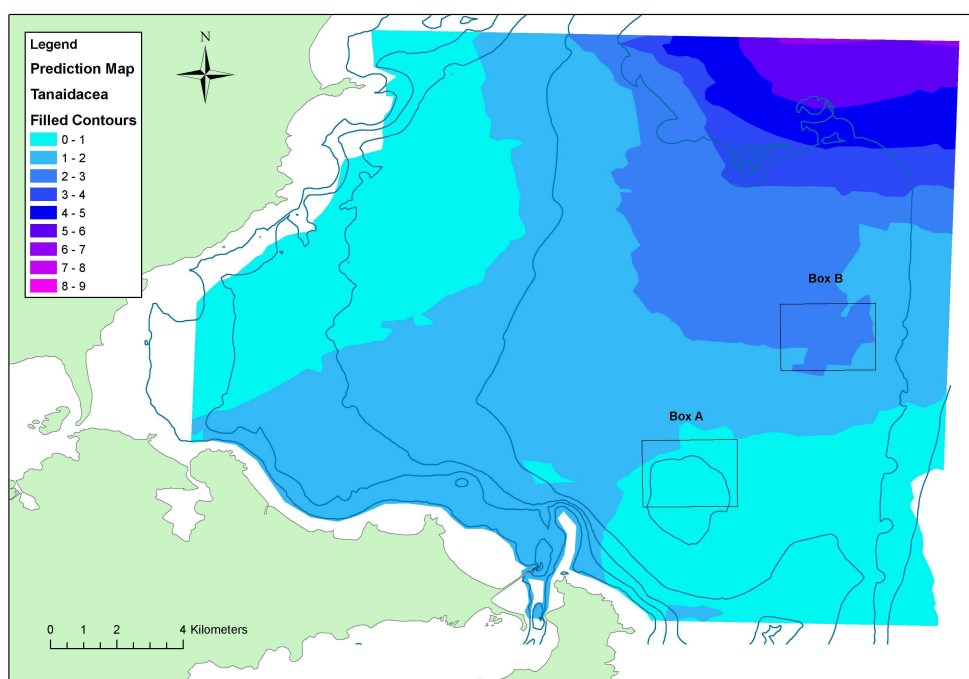 Legend
Prediction Map
Tanaidacea
Filled Contours
0 - 1
1 - 2
2 - 3
3 - 4
4 - 5
5 - 6
6 - 7
7 - 8
8 - 9
N
Box B
Box A
0 1 2 4 Kilometers